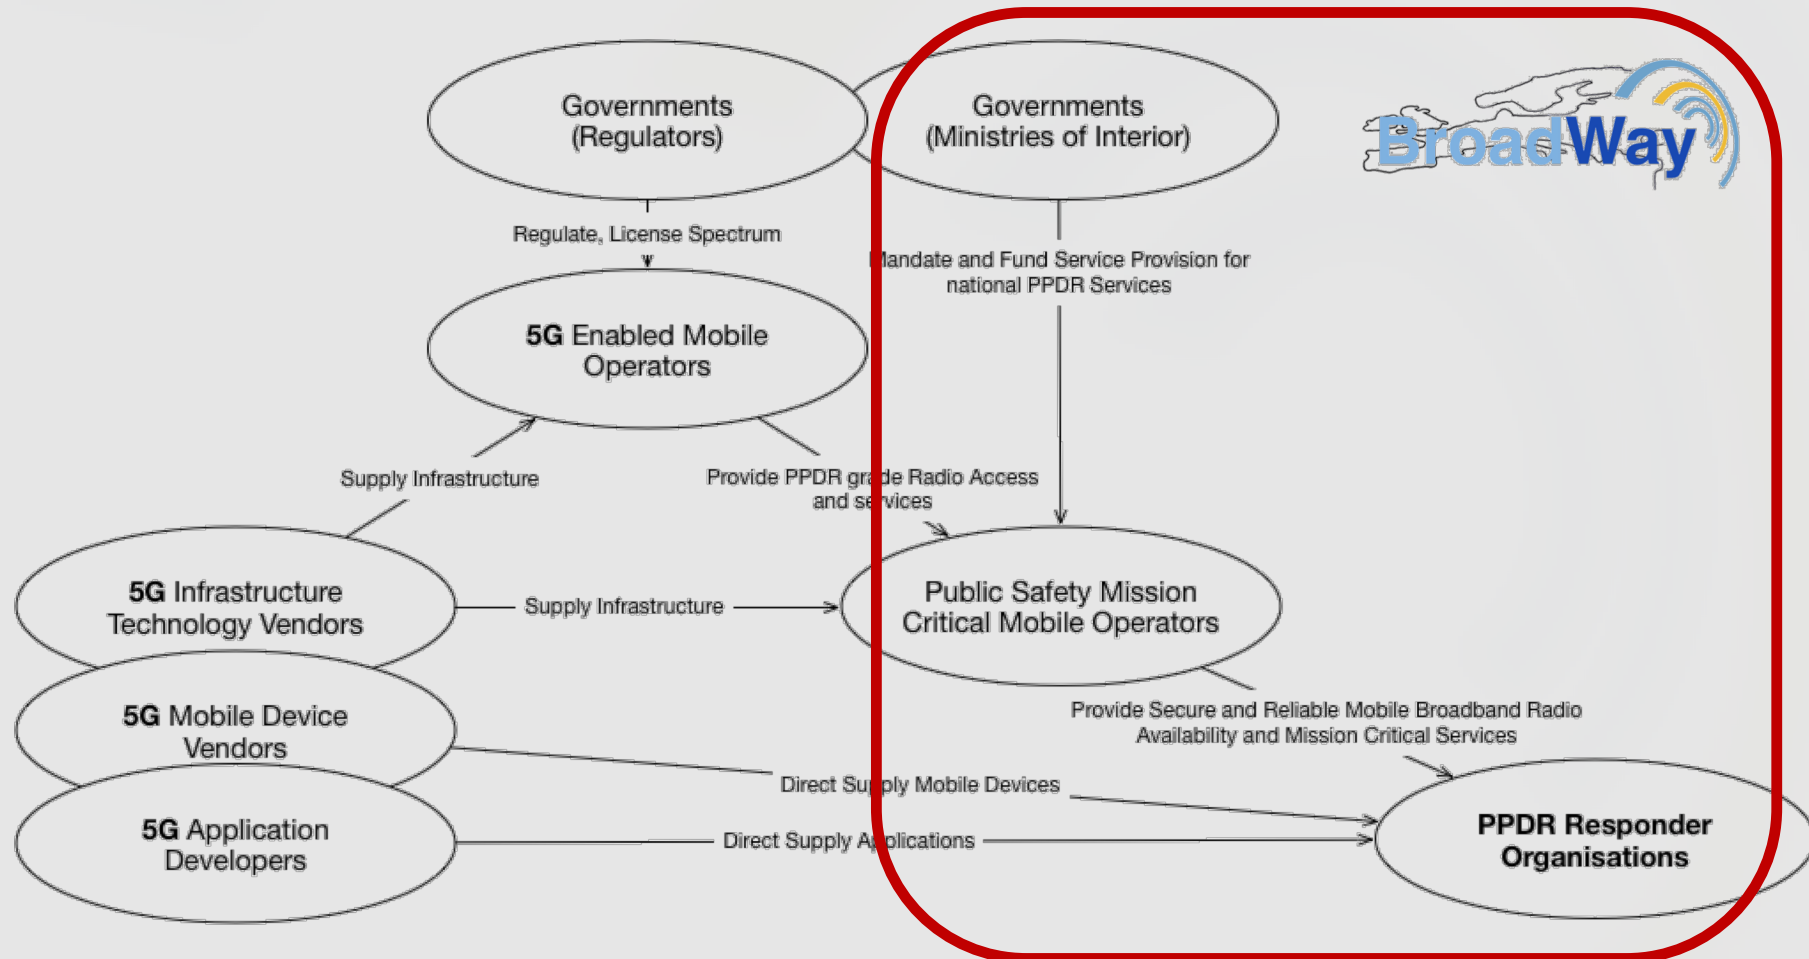 Governments
(Regulators)
Governments
(Ministries of Interior)
BroadWay
Regulate, License Spectrum
Mandate and Fund Service Provision for
national PPDR Services
5G Enabled Mobile
Operators
Supply Infrastructure
Provide PPDR grade Radio Access
and services
5G Infrastructure
Technology Vendors
Supply Infrastructure
Public Safety Mission
Critical Mobile Operators
5G Mobile Device
Vendors
Provide Secure and Reliable Mobile Broadband Radio
Availability and Mission Critical Services
Direct Supply Mobile Devices
5G Application
Developers
Direct Supply Applications
PPDR Responder
Organisations